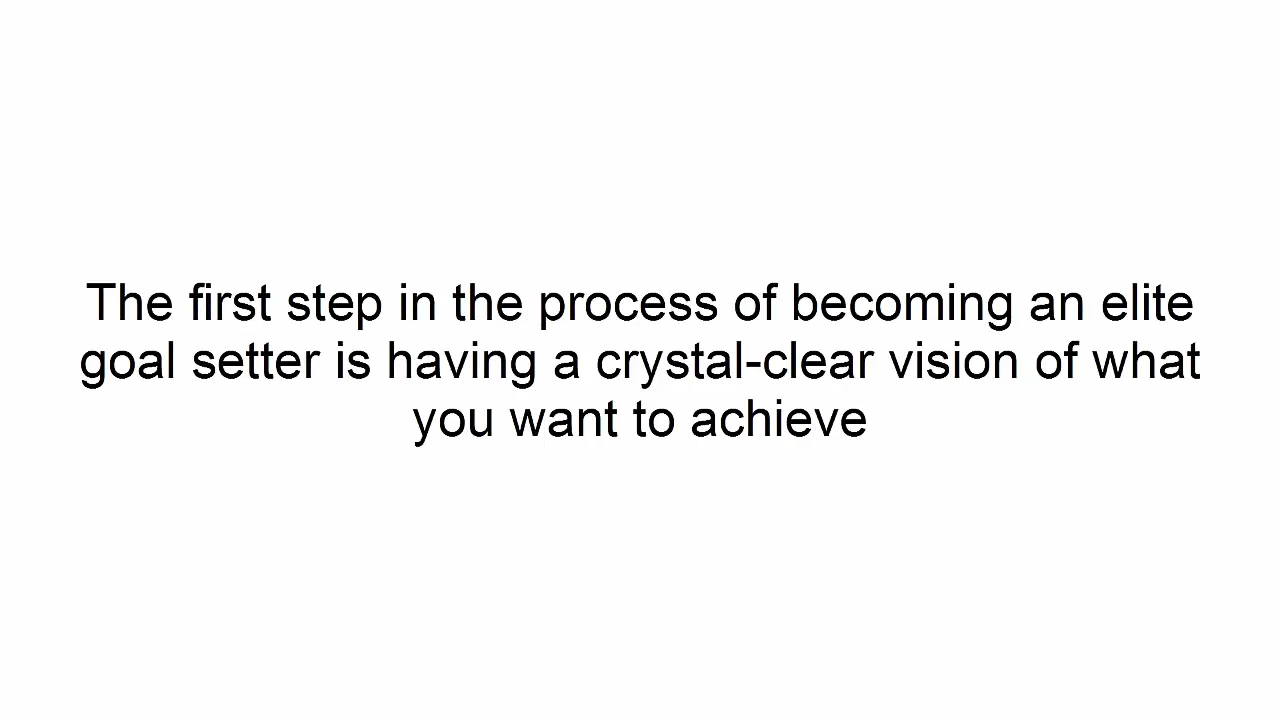 The first step in the process of becoming an elite
goal setter is having a crystal-clear vision of what
you want to achieve